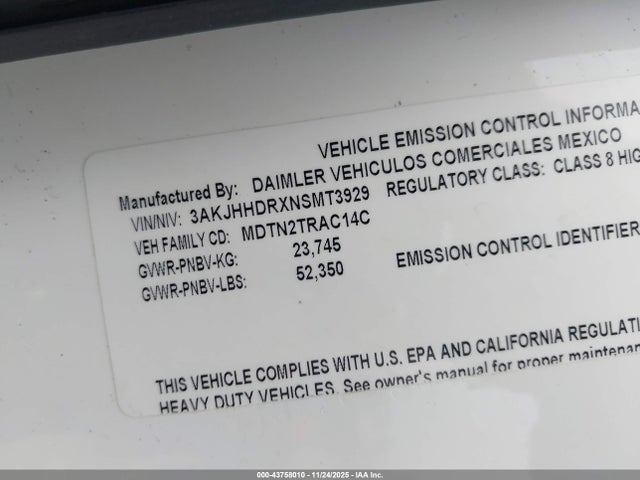 VEHICLE EMISSION CONTROL INFORMA
Manufactured By: DAIMLER VEHICULOS COMERCIALES MEXICO
VIN/NIV: 3AKJHHDRXNSMT3929 REGULATORY CLASS: CLASS 8 HIG
VEH FAMILY CD: MDTN2TRAC14C
GVWR-PNBV-KG: 23,745
GVWR-PNBV-LBS: 52,350 EMISSION CONTROL IDENTIFIER
THIS VEHICLE COMPLIES WITH U.S. EPA AND CALIFORNIA REGULATI
HEAVY DUTY VEHICLES. See owner's manual for proper maintenan
000-43758010 - 11/24/2025 - IAA Inc.